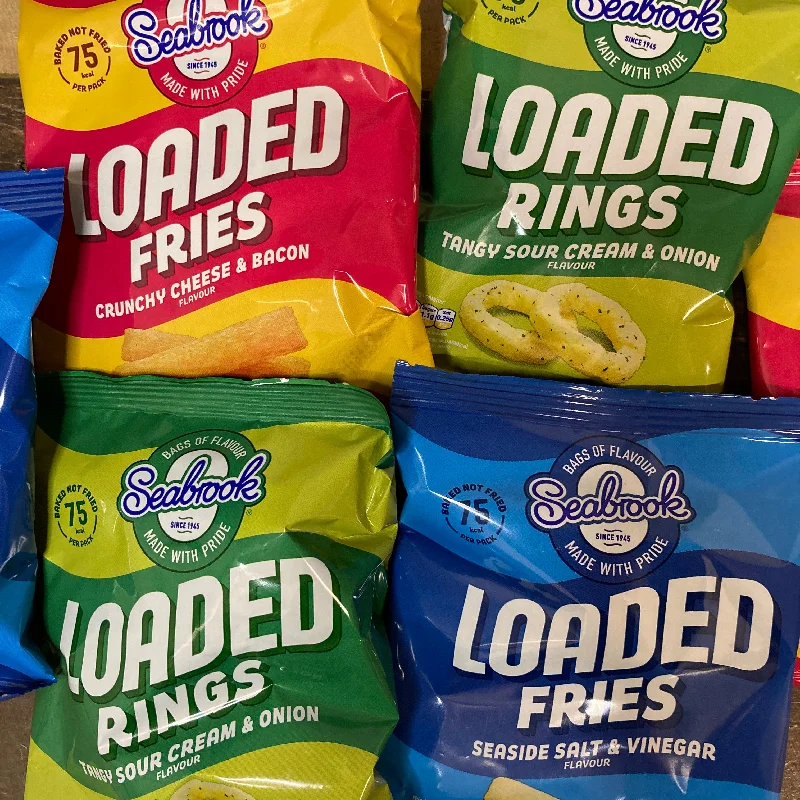 BAKED NOT FRIED
75
kcal
PER PACK
Seabrook
SINCE 1945
MADE WITH PRIDE
LOADED
FRIES
CRUNCHY CHEESE & BACON
FLAVOUR
PER PACK
Seabrook
SINCE 1945
MADE WITH PRIDE
LOADED
RINGS
TANGY SOUR CREAM & ONION
FLAVOUR
BAGS OF FLAVOUR
BAKED NOT FRIED
75
kcal
PER PACK
Seabrook
SINCE 1945
MADE WITH PRIDE
LOADED
RINGS
TANGY SOUR CREAM & ONION
FLAVOUR
BAGS OF FLAVOUR
BAKED NOT FRIED
75
kcal
PER PACK
Seabrook
SINCE 1945
MADE WITH PRIDE
LOADED
FRIES
SEASIDE SALT & VINEGAR
FLAVOUR